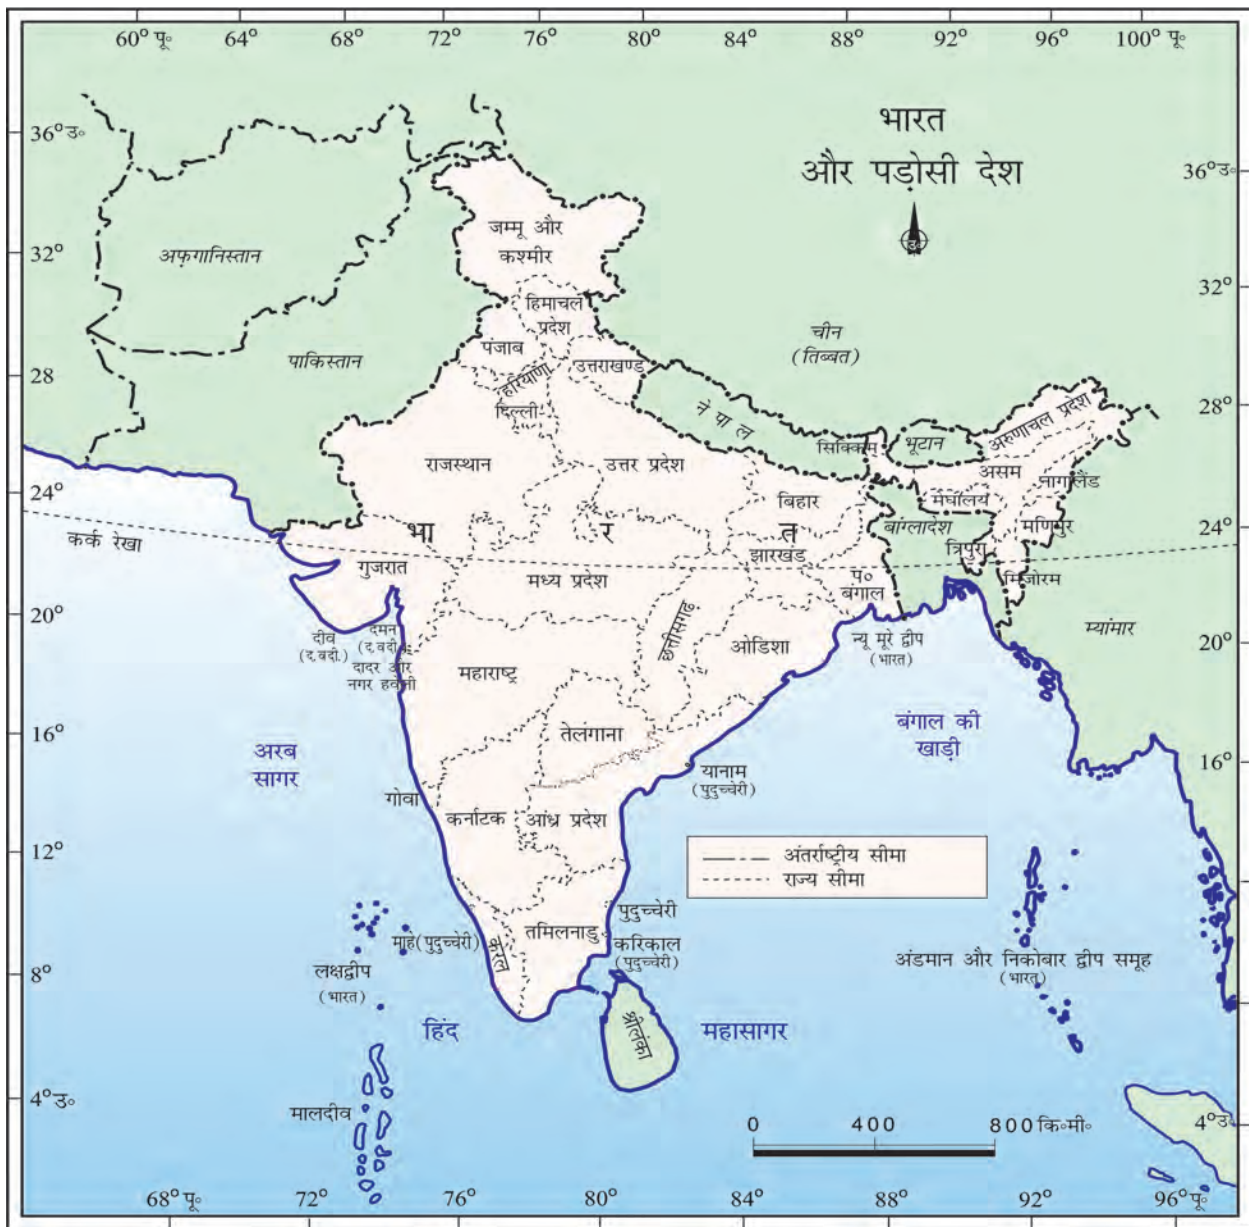 60° पू॰ 64° 68° 72° 76° 80° 84° 88° 92° 96° 100° पू॰
भारत
और पड़ोसी देश
उ॰
36° उ॰
36° उ॰
32°
32°
28
28°
24°
24°
20°
20°
16°
16°
12°
12°
8°
8°
4° उ॰
4° उ॰
अफ़गानिस्तान
पाकिस्तान
जम्मू और
कश्मीर
हिमाचल
प्रदेश
पंजाब
उत्तराखण्ड
हरियाणा
दिल्ली
चीन
(तिब्बत)
नेपाल
सिक्किम
भूटान
अरुणाचल प्रदेश
असम
नागालैंड
मेघालय
मणिपुर
बांग्लादेश
त्रिपुरा
मिज़ोरम
म्यांमार
राजस्थान
उत्तर प्रदेश
बिहार
भा र त
झारखंड
कर्क रेखा
गुजरात
मध्य प्रदेश
प॰
बंगाल
छत्तीसगढ़
ओडिशा
न्यू मूरे द्वीप
(भारत)
दीव
(द.वदी.)
दमन
(द.वदी.)
दादर और
नगर हवेली
महाराष्ट्र
तेलंगाना
बंगाल की
खाड़ी
अरब
सागर
यानाम
(पुदुच्चेरी)
गोवा
कर्नाटक
आंध्र प्रदेश
अंतर्राष्ट्रीय सीमा
राज्य सीमा
पुदुच्चेरी
तमिलनाडु
माहे(पुदुच्चेरी)
केरल
करिकाल
(पुदुच्चेरी)
लक्षद्वीप
(भारत)
अंडमान और निकोबार द्वीप समूह
(भारत)
हिंद
महासागर
श्रीलंका
मालदीव
0 400 800 कि॰मी॰
68° पू॰ 72° 76° 80° 84° 88° 92° 96° पू॰